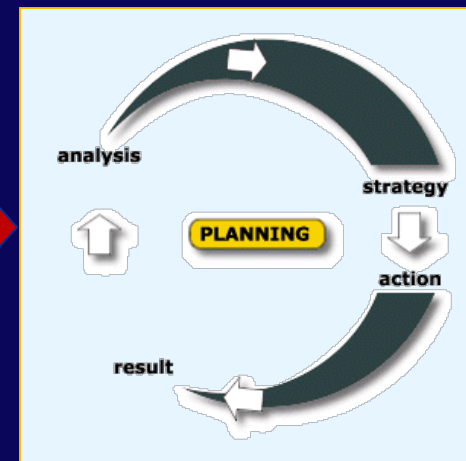 analysis
strategy
PLANNING
action
result